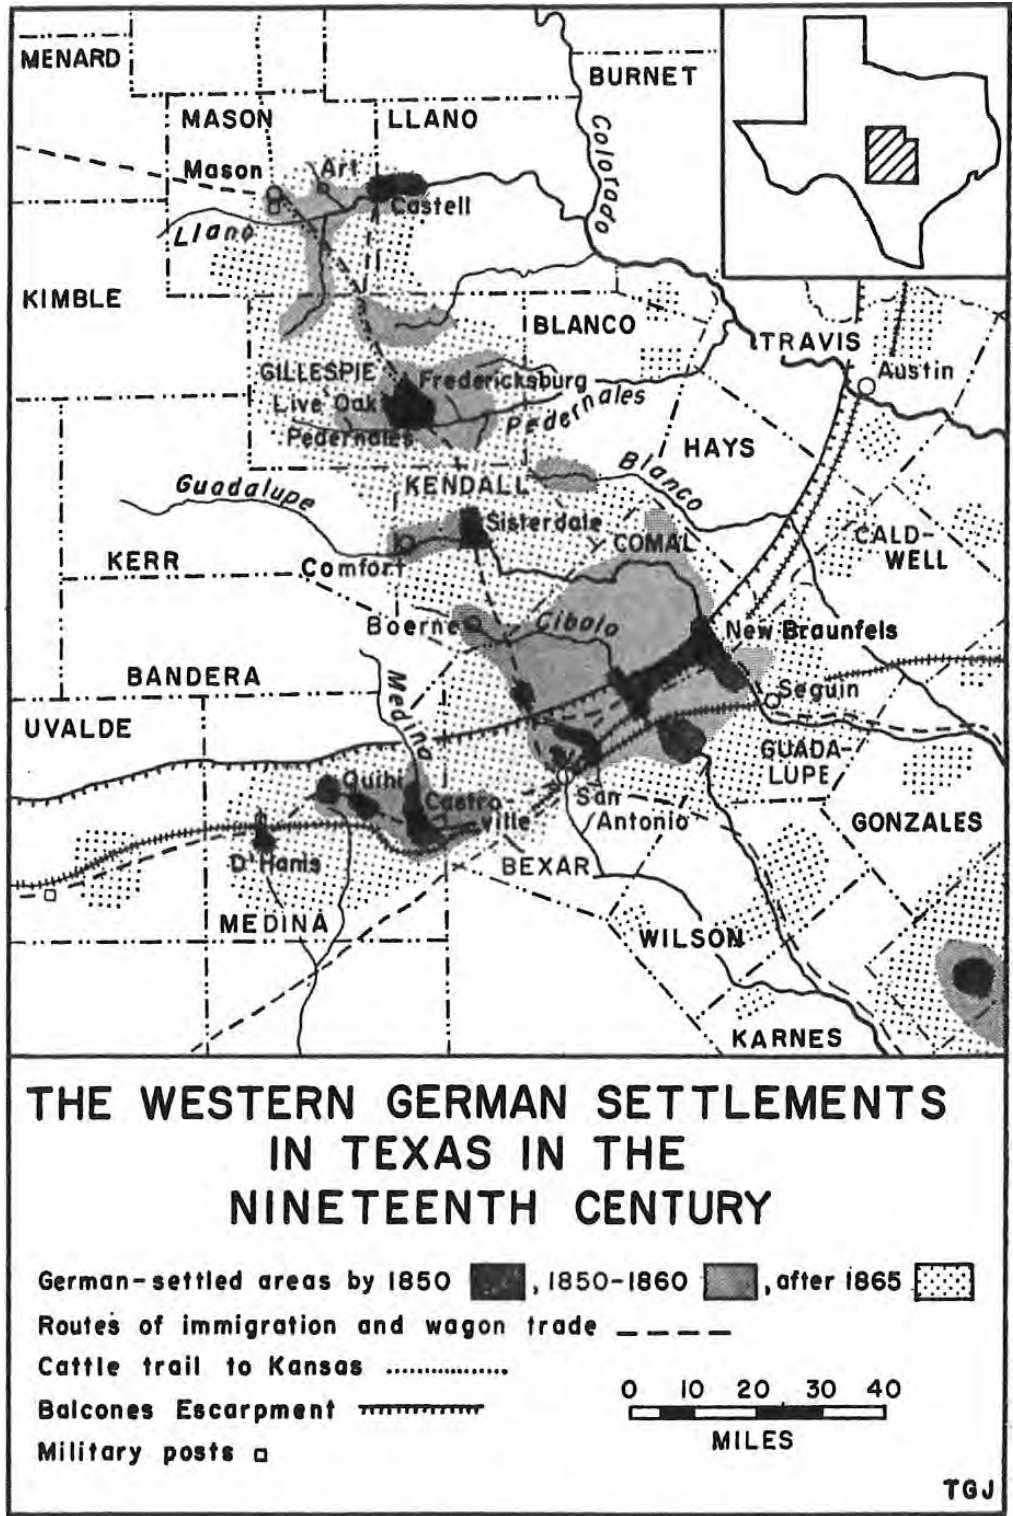 MENARD
BURNET
MASON
LLANO
Colorado
Mason
Art
Castell
Llano
KIMBLE
BLANCO
TRAVIS
GILLESPIE
Fredericksburg
Austin
Live Oak
Pedernales
Pedernales
HAYS
Guadalupe
KENDALL
Blanco
Sisterdale
COMAL
CALD-
WELL
KERR
Comfort
Boerne
Cibolo
New Braunfels
BANDERA
Medina
Seguin
UVALDE
GUADA-
LUPE
Quihi
Castro
ville
San
Antonio
GONZALES
D'Hanis
BEXAR
MEDINA
WILSON
KARNES
THE WESTERN GERMAN SETTLEMENTS
IN TEXAS IN THE
NINETEENTH CENTURY
German-settled areas by 1850 , 1850-1860 , after 1865
Routes of immigration and wagon trade
Cattle trail to Kansas
Balcones Escarpment
Military posts
0 10 20 30 40
MILES
TGJ